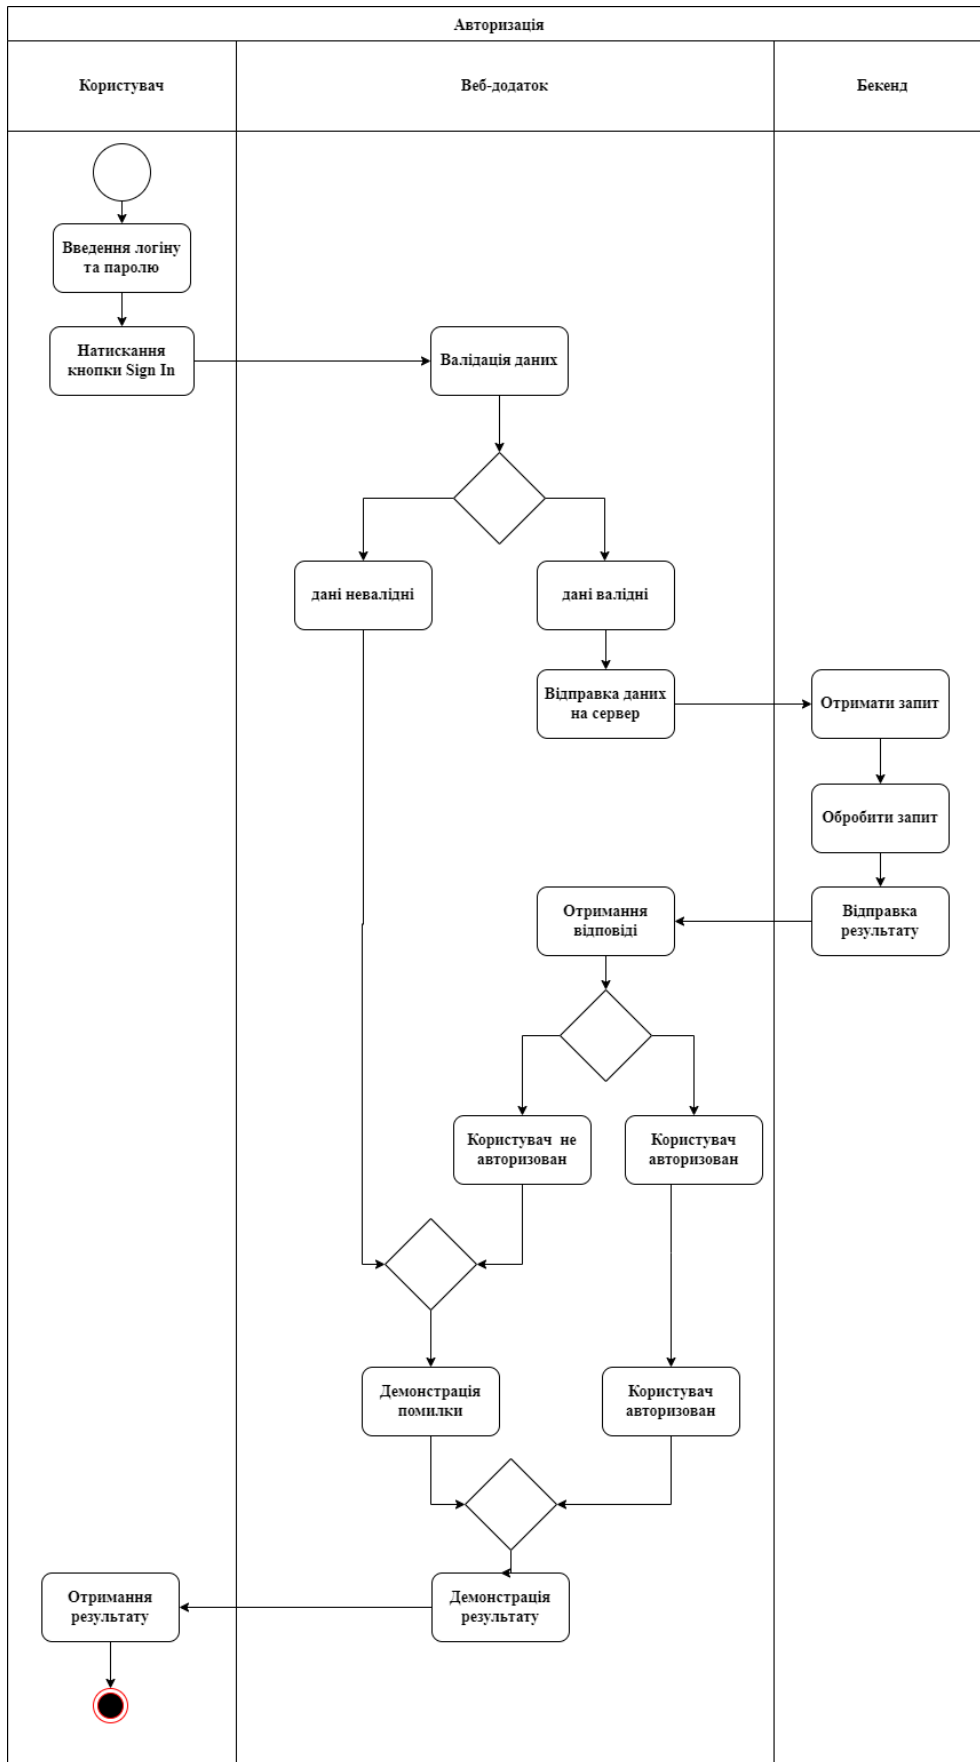 Авторизація
Користувач
Веб-додаток
Бекенд
Введення логіну
та паролю
Натискання
кнопки Sign In
Валідація даних
дані невалідні
дані валідні
Відправка даних
на сервер
Отримати запит
Обробити запит
Відправка
результату
Отримання
відповіді
Користувач не
авторизован
Користувач
авторизован
Демонстрація
помилки
Користувач
авторизован
Демонстрація
результату
Отримання
результату